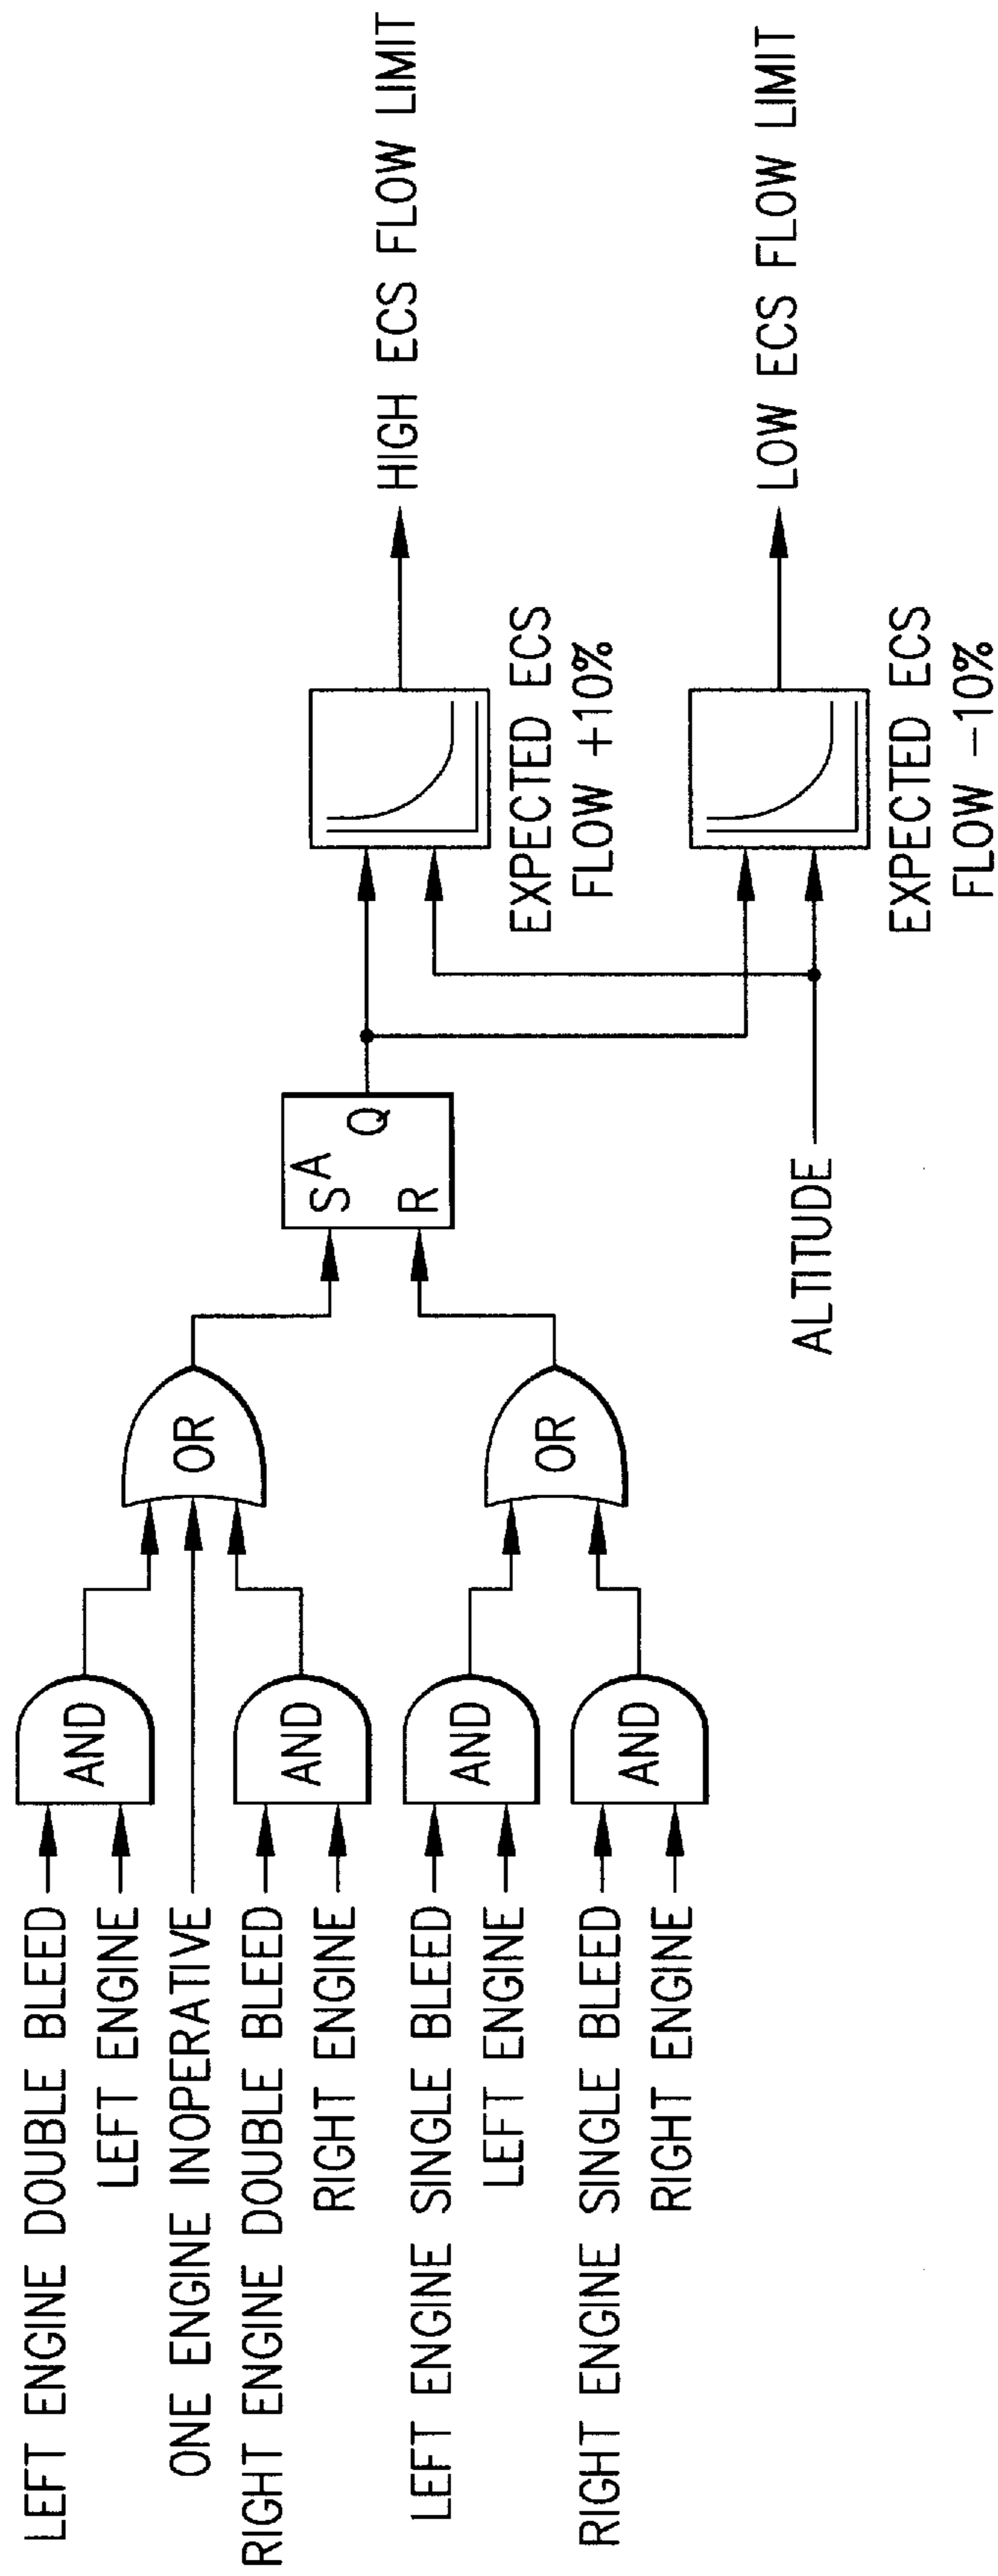 LEFT ENGINE DOUBLE BLEED
LEFT ENGINE
ONE ENGINE INOPERATIVE
RIGHT ENGINE DOUBLE BLEED
RIGHT ENGINE
LEFT ENGINE SINGLE BLEED
LEFT ENGINE
RIGHT ENGINE SINGLE BLEED
RIGHT ENGINE
AND
AND
AND
AND
OR
OR
S A
Q
R
ALTITUDE
EXPECTED ECS
FLOW +10%
EXPECTED ECS
FLOW -10%
HIGH ECS FLOW LIMIT
LOW ECS FLOW LIMIT